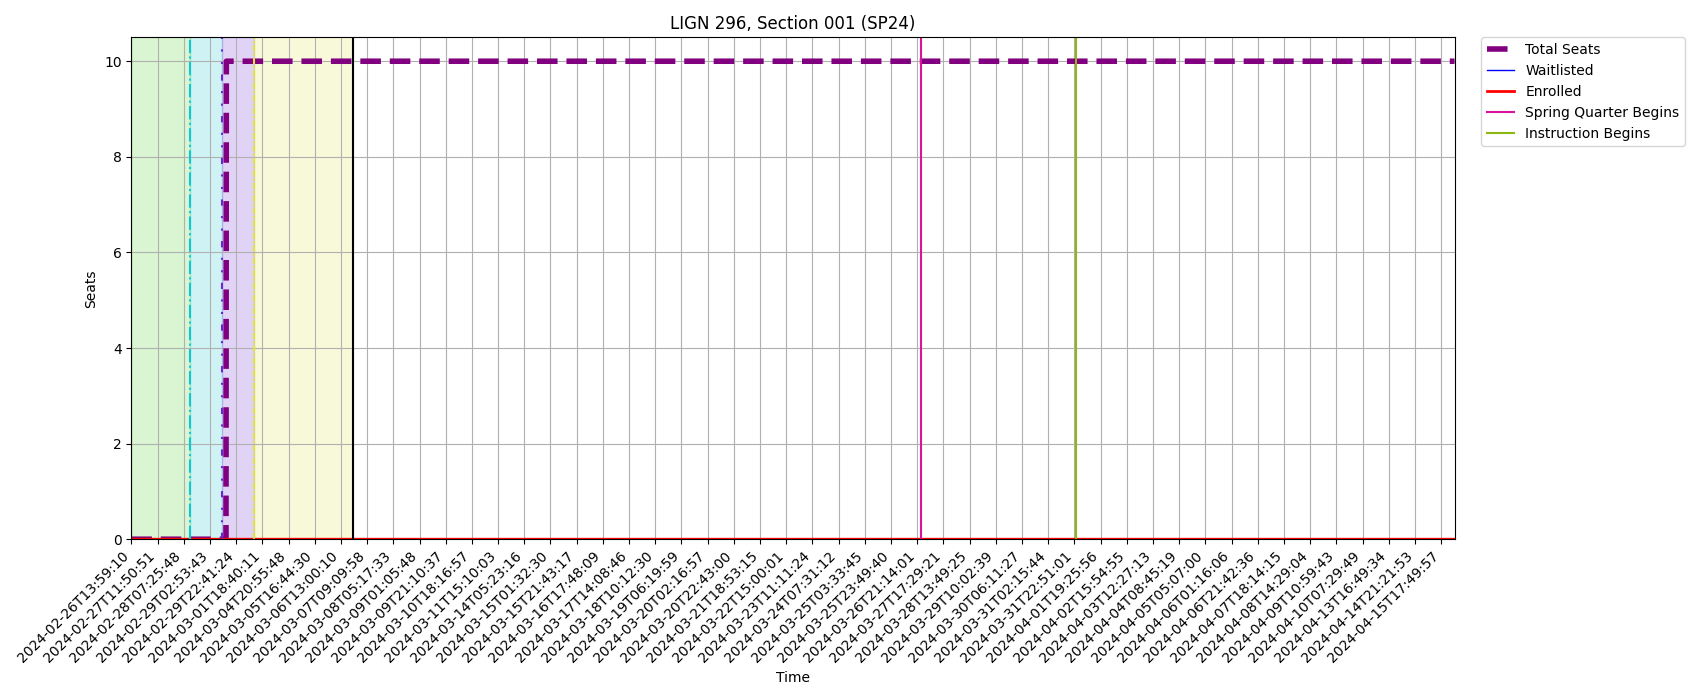 LIGN 296, Section 001 (SP24)
Total Seats
Waitlisted
Enrolled
Spring Quarter Begins
Instruction Begins
10
8
6
4
2
0
Seats
2024-02-26T13:59:10
2024-02-27T11:50:51
2024-02-28T07:25:48
2024-02-29T02:53:43
2024-02-29T22:41:24
2024-03-01T18:40:11
2024-03-04T20:55:48
2024-03-05T16:44:30
2024-03-06T13:00:10
2024-03-07T09:09:58
2024-03-08T05:17:33
2024-03-09T01:05:48
2024-03-09T21:10:37
2024-03-10T18:16:57
2024-03-11T15:10:03
2024-03-14T05:23:16
2024-03-15T01:32:30
2024-03-15T21:43:17
2024-03-16T17:48:09
2024-03-17T14:08:46
2024-03-18T10:12:30
2024-03-19T06:19:59
2024-03-20T02:16:57
2024-03-20T22:43:00
2024-03-21T18:53:15
2024-03-22T15:00:01
2024-03-23T11:11:24
2024-03-24T07:31:12
2024-03-25T03:33:45
2024-03-25T23:49:40
2024-03-26T21:14:01
2024-03-27T17:29:21
2024-03-28T13:49:25
2024-03-29T10:02:39
2024-03-30T06:11:27
2024-03-31T02:15:44
2024-03-31T22:51:01
2024-04-01T19:25:56
2024-04-02T15:54:55
2024-04-03T12:27:13
2024-04-04T08:45:19
2024-04-05T05:07:00
2024-04-06T01:16:06
2024-04-06T21:42:36
2024-04-07T18:14:15
2024-04-08T14:29:04
2024-04-09T10:59:43
2024-04-10T07:29:49
2024-04-13T16:49:34
2024-04-14T21:21:53
2024-04-15T17:49:57
Time